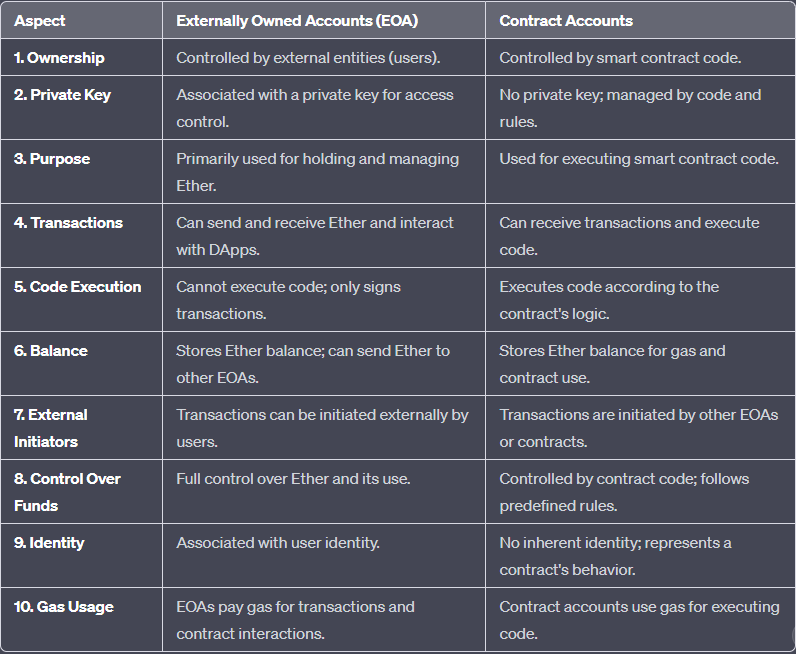 Aspect Externally Owned Accounts (EOA) Contract Accounts
1. Ownership Controlled by external entities (users). Controlled by smart contract code.
2. Private Key Associated with a private key for access No private key; managed by code and
control. rules.
3. Purpose Primarily used for holding and managing Used for executing smart contract code.
Ether.
4. Transactions Can send and receive Ether and interact Can receive transactions and execute
with DApps. code.
5. Code Execution Cannot execute code; only signs Executes code according to the
transactions. contract's logic.
6. Balance Stores Ether balance; can send Ether to Stores Ether balance for gas and
other EOAs. contract use.
7. External Transactions can be initiated externally by Transactions are initiated by other EOAs
Initiators users. or contracts.
8. Control Over Full control over Ether and its use. Controlled by contract code; follows
Funds predefined rules.
9. Identity Associated with user identity. No inherent identity; represents a
contract's behavior.
10. Gas Usage EOAs pay gas for transactions and Contract accounts use gas for executing
contract interactions. code.